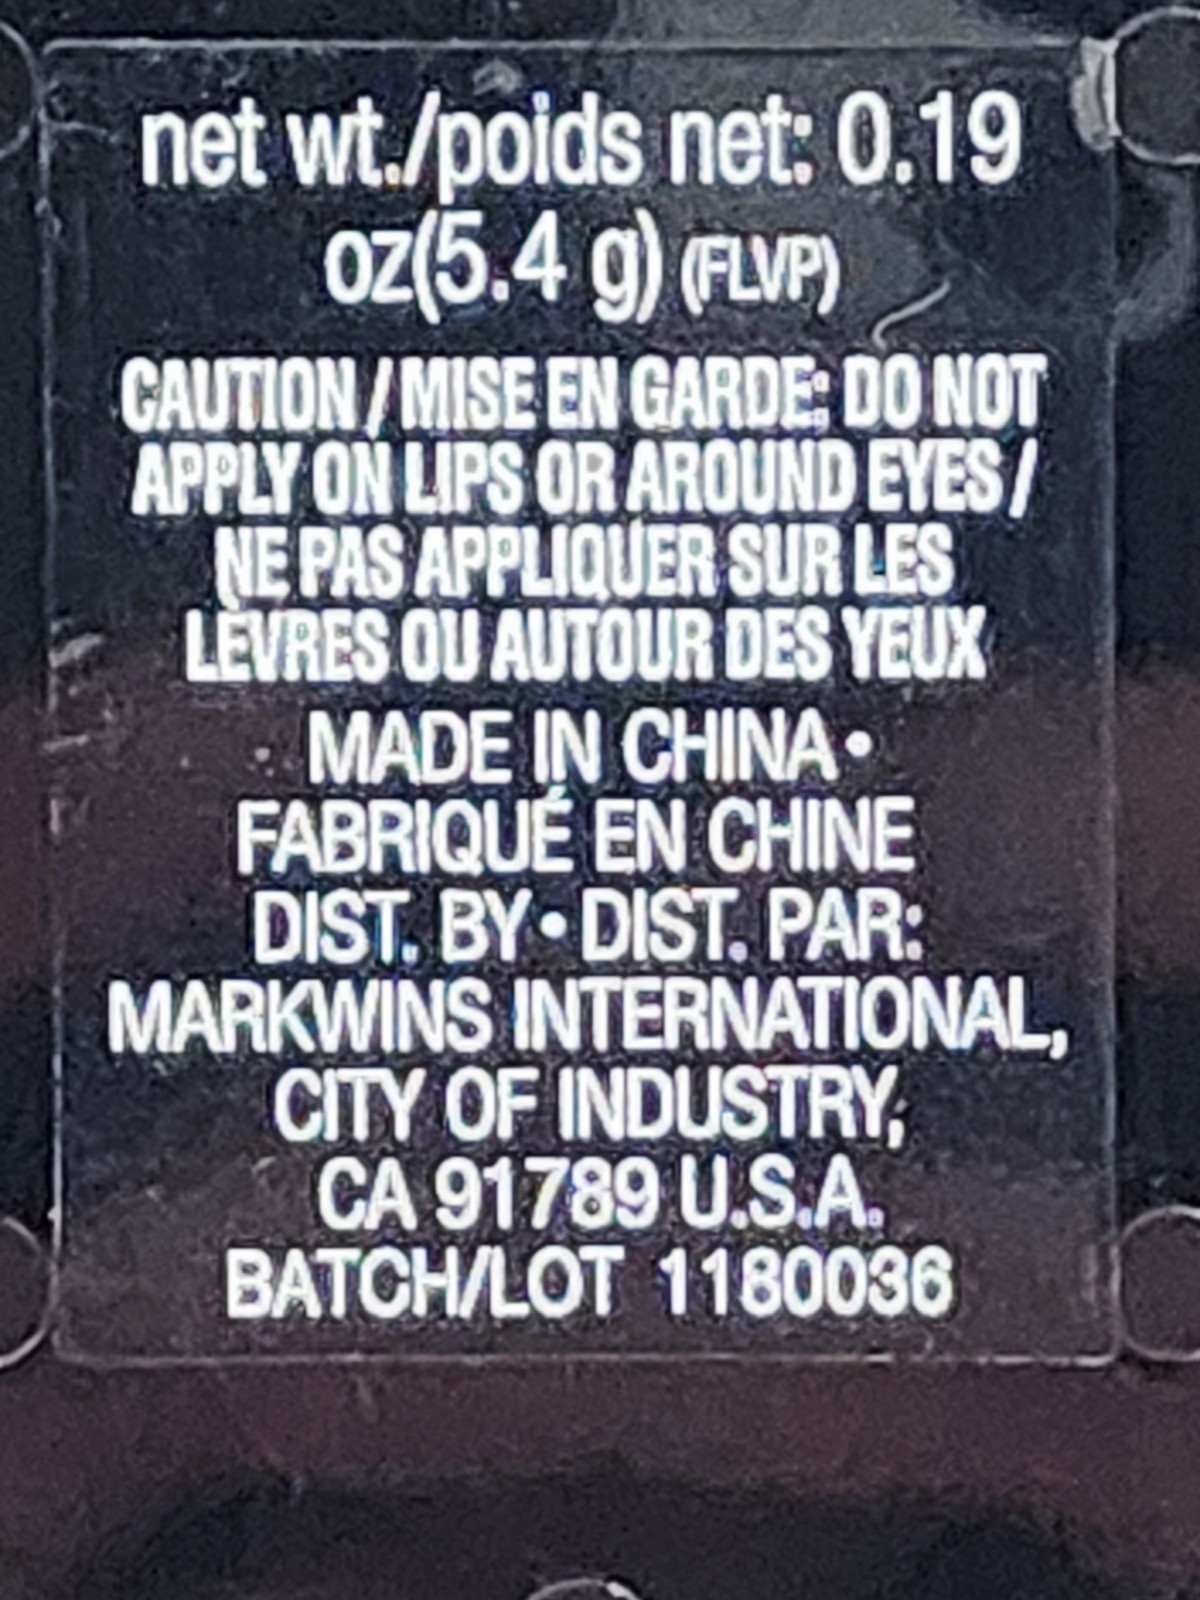 net wt./poids net: 0.19
oz(5.4 g) (FLVP)
CAUTION / MISE EN GARDE: DO NOT
APPLY ON LIPS OR AROUND EYES /
NE PAS APPLIQUER SUR LES
LÈVRES OU AUTOUR DES YEUX
MADE IN CHINA •
FABRIQUÉ EN CHINE
DIST. BY • DIST. PAR:
MARKWINS INTERNATIONAL,
CITY OF INDUSTRY,
CA 91789 U.S.A.
BATCH/LOT 1180036